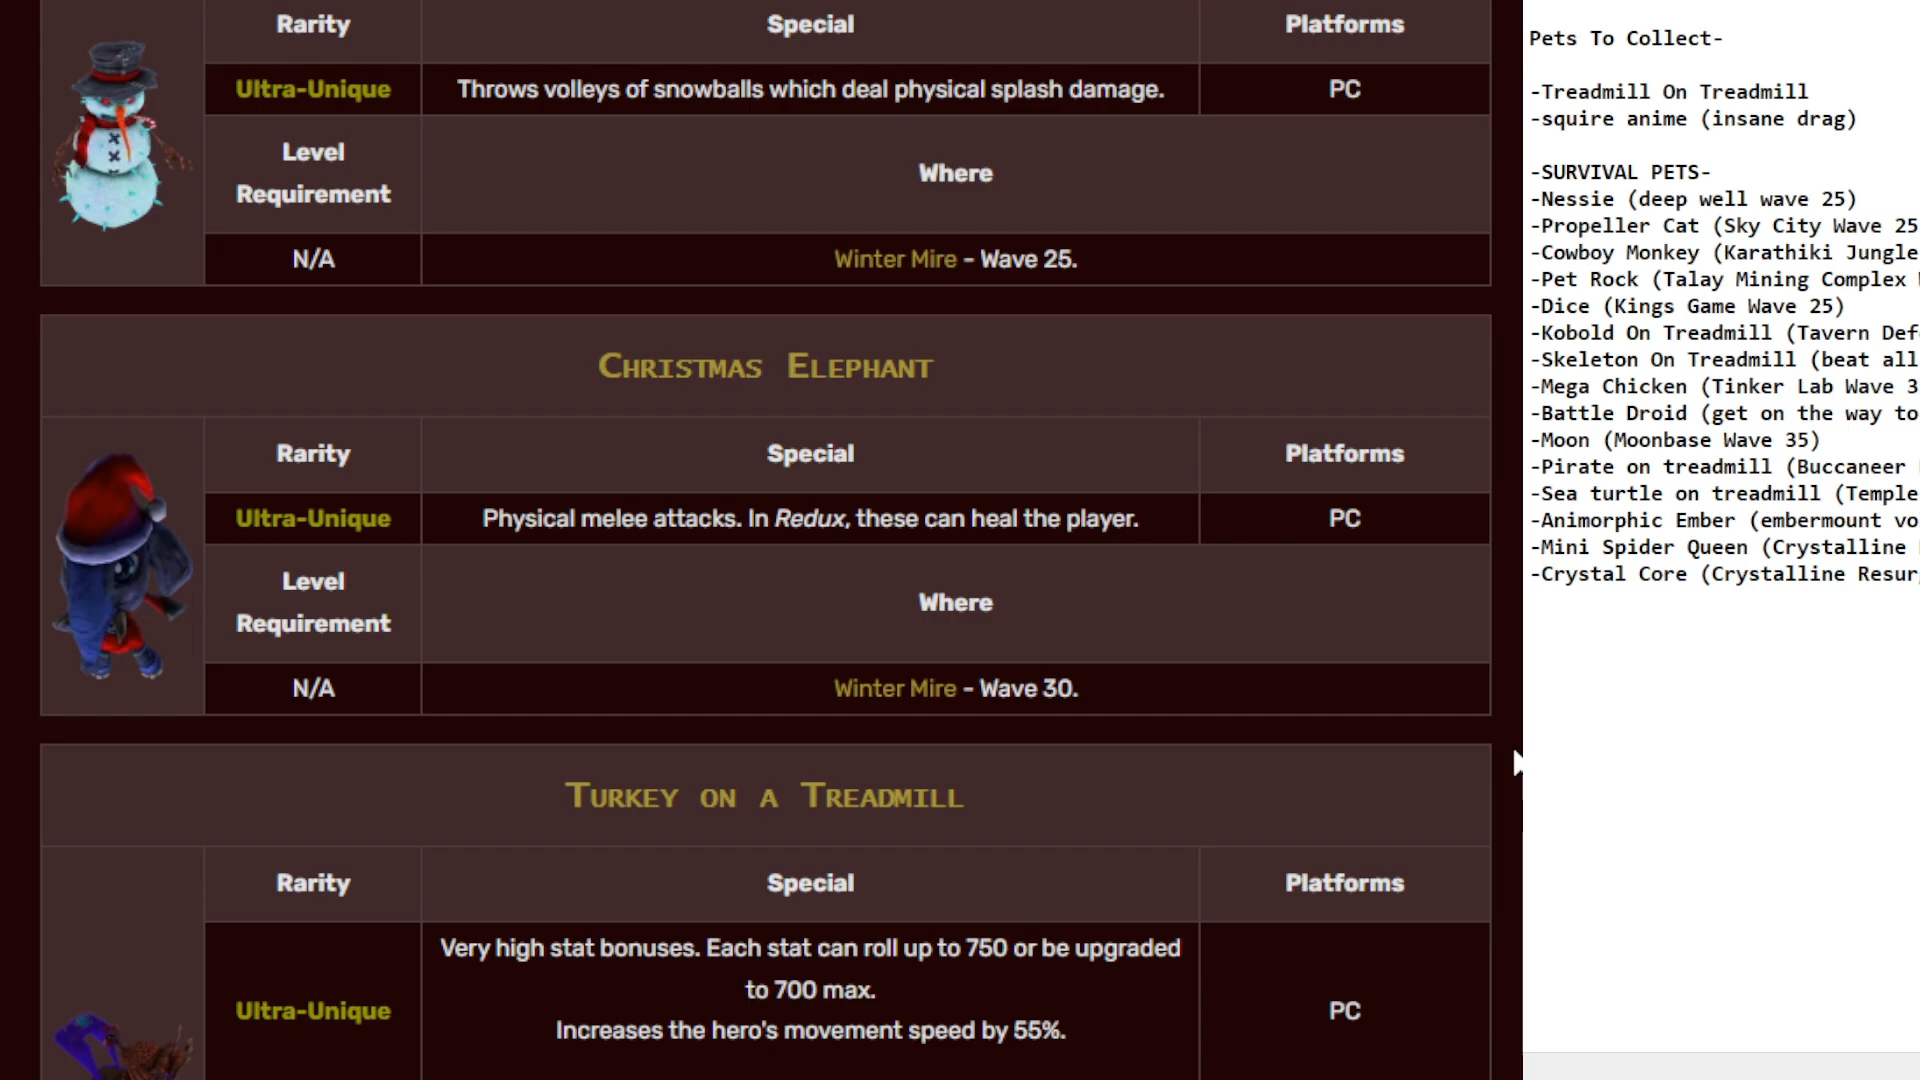 Rarity Special Platforms
Ultra-Unique Throws volleys of snowballs which deal physical splash damage. PC
Level
Requirement
Where
N/A Winter Mire - Wave 25.
Christmas Elephant
Rarity Special Platforms
Ultra-Unique Physical melee attacks. In Redux, these can heal the player. PC
Level
Requirement
Where
N/A Winter Mire - Wave 30.
Turkey on a Treadmill
Rarity Special Platforms
Very high stat bonuses. Each stat can roll up to 750 or be upgraded
to 700 max.
Ultra-Unique
PC
Increases the hero's movement speed by 55%.
Pets To Collect-
-Treadmill On Treadmill
-squire anime (insane drag)
-SURVIVAL PETS-
-Nessie (deep well wave 25)
-Propeller Cat (Sky City Wave 25
-Cowboy Monkey (Karathiki Jungle
-Pet Rock (Talay Mining Complex
-Dice (Kings Game Wave 25)
-Kobold On Treadmill (Tavern Def
-Skeleton On Treadmill (beat all
-Mega Chicken (Tinker Lab Wave 3
-Battle Droid (get on the way to
-Moon (Moonbase Wave 35)
-Pirate on treadmill (Buccaneer
-Sea turtle on treadmill (Temple
-Animorphic Ember (embermount vo
-Mini Spider Queen (Crystalline
-Crystal Core (Crystalline Resur